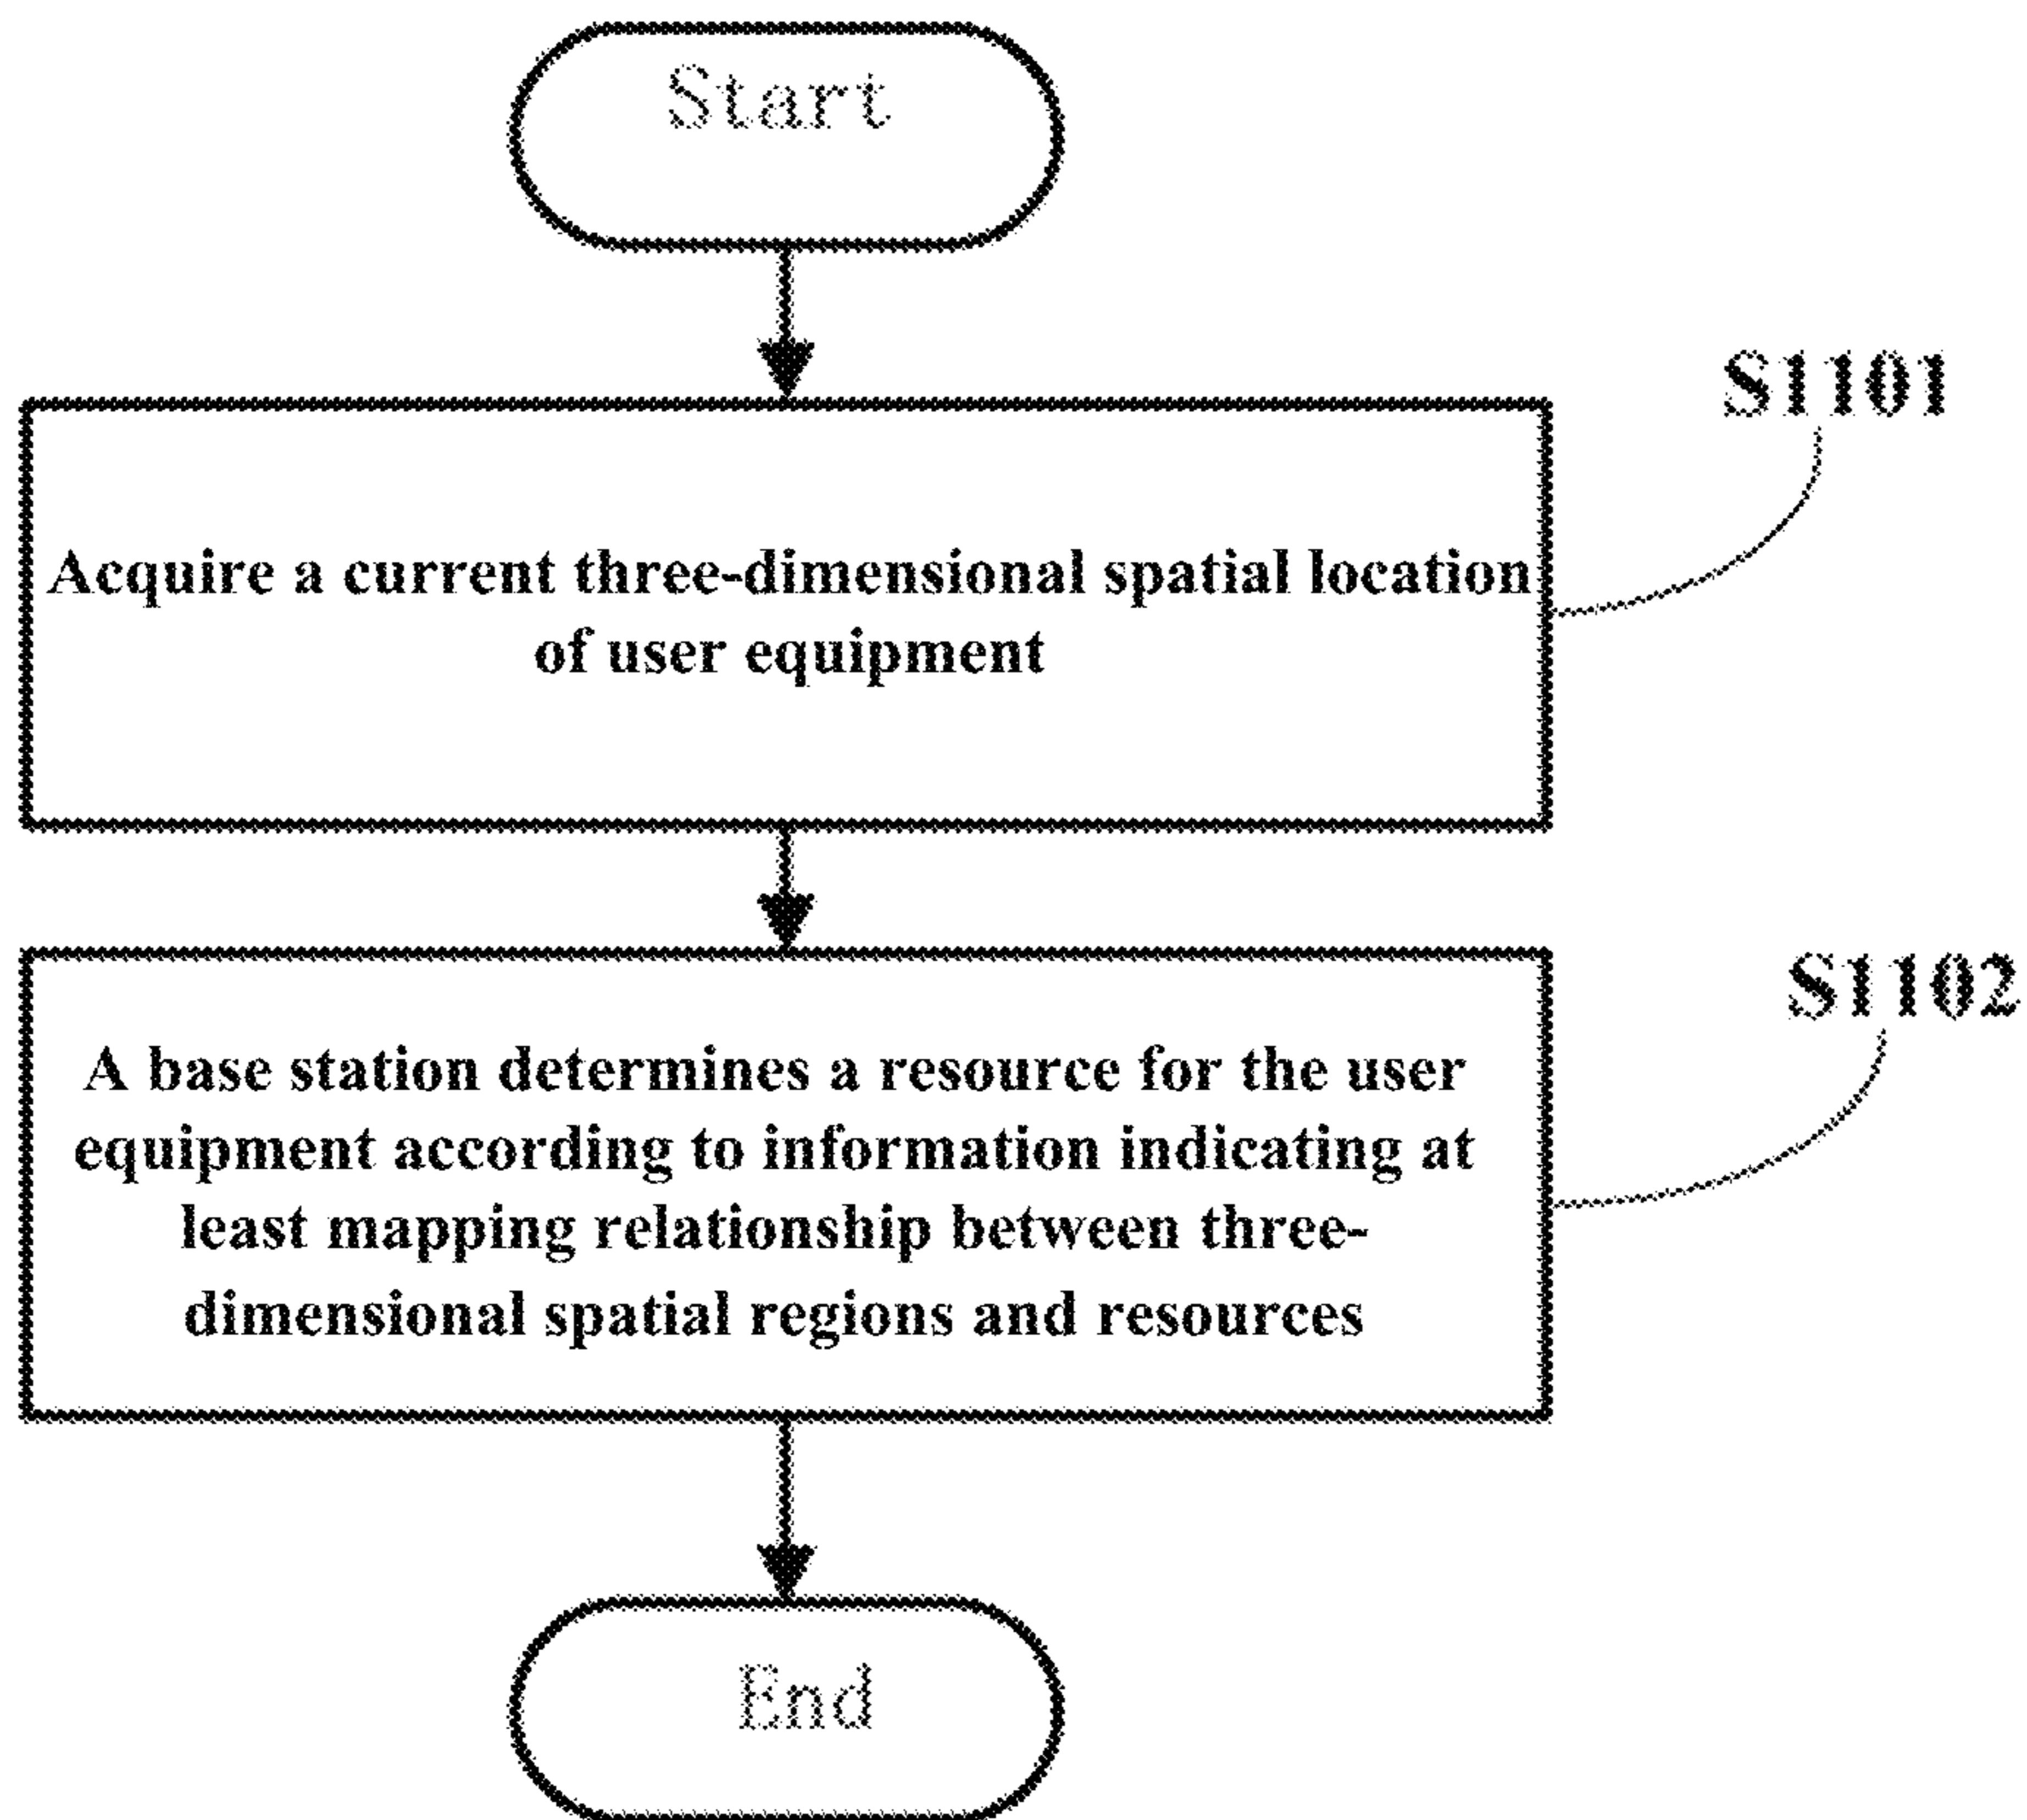 Start
S1101
Acquire a current three-dimensional spatial location
of user equipment
S1102
A base station determines a resource for the user
equipment according to information indicating at
least mapping relationship between three-
dimensional spatial regions and resources
End